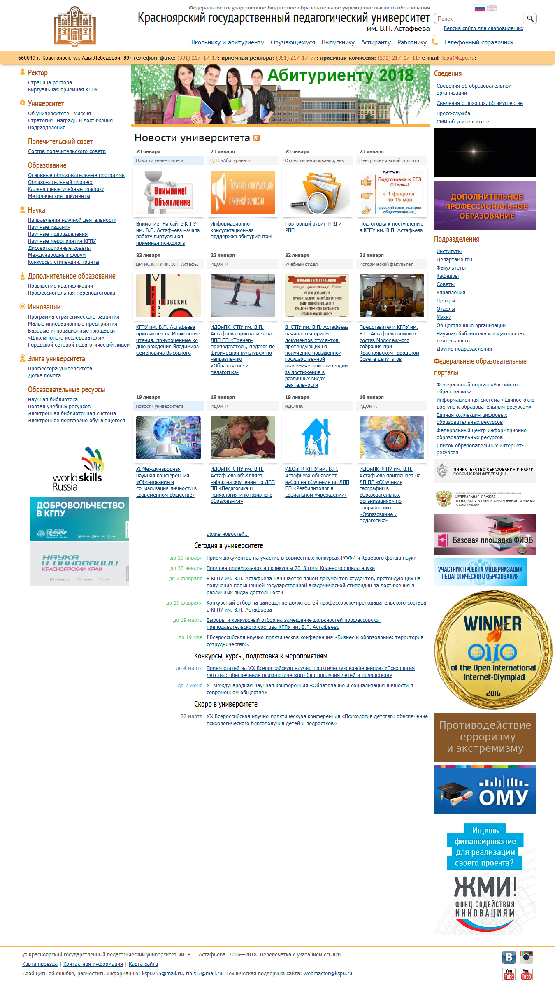 Федеральное государственное бюджетное образовательное учреждение высшего образования
Красноярский государственный педагогический университет
им. В.П. Астафьева
Поиск
Версия сайта для слабовидящих
Школьнику и абитуриенту Обучающемуся Выпускнику Аспиранту Работнику Телефонный справочник
660049 г. Красноярск, ул. Ады Лебедевой, 89; телефон-факс: (391) 217–17–17; приемная ректора: (391) 217–17–77; приемная комиссия: (391) 217–17–11; e-mail: kspu@kspu.ru;
Ректор
Страница ректора
Виртуальная приемная КГПУ
Университет
Об университете Миссия
Стратегия Награды и достижения
Подразделения
Попечительский совет
Состав попечительского совета
Образование
Основные образовательные программы
Образовательный процесс
Календарные учебные графики
Методические документы
Наука
Направления научной деятельности
Научные издания
Научные подразделения
Научные мероприятия КГПУ
Диссертационные советы
Международный форум
Конкурсы, стипендии, гранты
Дополнительное образование
Повышение квалификации
Профессиональная переподготовка
Инновации
Программа стратегического развития
Малые инновационные предприятия
Базовые инновационные площадки
«Школа юного исследователя»
Городской сетевой педагогический лицей
Элита университета
Профессора университета
Доска почёта
Образовательные ресурсы
Научная библиотека
Портал учебных ресурсов
Электронная библиотечная система
Электронное портфолио обучающегося
worldskills
Russia
ДОБРОВОЛЬЧЕСТВО
В КГПУ
КРАСНОЯРСКИЙ
ГОСУДАРСТВЕННЫЙ
ПЕДАГОГИЧЕСКИЙ
УНИВЕРСИТЕТ
ИМ. В.П. АСТАФЬЕВА
НАУКА
И ИННОВАЦИИ
КРАСНОЯРСКИЙ КРАЙ
LIVEMEDIA24 TVS14PM S14PI
Абитуриенту 2018
Новости университета
23 января 23 января 23 января 23 января
Новости университета ЦНН «Абитуриент» Отдел лицензирования, акк... Центр довузовской подгото...
Внимание!
Объявление
Получить консультацию
приемной комиссии
КУРСЫ
Подготовка к ЕГЭ
(11 класс)
с 1 февраля
по 15 мая
русский язык_история
обществознание_
Внимание! На сайте КГПУ
им. В.П. Астафьева начала
работу виртуальная
приемная психолога
Информационно-
консультационная
поддержка абитуриентам
Повторный аудит РПД и
РПП
Подготовка к поступлению
в КГПУ им. В.П. Астафьева
22 января 22 января 22 января 21 января
ЦРТИС КГПУ им. В.П. Астафь... ИДОиПК Учебный отдел Исторический факультет
КРАСН
ЯР
МАЯКОВСКИЕ
ПОВЫШЕННАЯ СТИПЕНДИЯ
за достижения в
УЧЕБНОЙ ДЕЯТЕЛЬНОСТИ
НАУЧНО-ИССЛЕДОВАТЕЛЬСКОЙ ДЕЯТЕЛЬНОСТИ
ОБЩЕСТВЕННОЙ ДЕЯТЕЛЬНОСТИ
КУЛЬТУРНО-ТВОРЧЕСКОЙ ДЕЯТЕЛЬНОСТИ
СПОРТИВНОЙ ДЕЯТЕЛЬНОСТИ
КГПУ им. В.П. Астафьева
приглашает на Маяковские
чтения, приуроченные ко
дню рождения Владимира
Семеновича Высоцкого
ИДОиПК КГПУ им. В.П.
Астафьева приглашает на
ДПП ПП «Тренер-
преподаватель, педагог по
физической культуре» по
направлению
«Образование и
педагогика»
В КГПУ им. В.П. Астафьева
начинается прием
документов студентов,
претендующих на
получение повышенной
государственной
академической стипендии
за достижения в
различных видах
деятельности
Представители КГПУ им.
В.П. Астафьева вошли в
состав Молодежного
собрания при
Красноярском городском
Совете депутатов
19 января 19 января 19 января 18 января
Новости университета ИДОиПК ИДОиПК ИДОиПК
XI Международная
научная конференция
«Образование и
социализация личности в
современном обществе»
ИДОиПК КГПУ им. В.П.
Астафьева объявляет
набор на обучение по ДПП
ПП «Педагогика и
психология инклюзивного
образования»
ИДОиПК КГПУ им. В.П.
Астафьева объявляет
набор на обучение по ДПП
ПП «Реабилитолог в
социальном учреждении»
ИДОиПК КГПУ им. В.П.
Астафьева приглашает на
ДП ПП «Обучение
географии в
образовательных
организациях» по
направлению
«Образование и
педагогика»
архив новостей...
Сегодня в университете
до 30 января Прием документов на участие в совместных конкурсах РФФИ и Краевого фонда науки
до 30 января Продлен прием заявок на конкурсы 2018 года Краевого фонда науки
до 7 февраля В КГПУ им. В.П. Астафьева начинается прием документов студентов, претендующих на
получение повышенной государственной академической стипендии за достижения в
различных видах деятельности
до 19 февраля Конкурсный отбор на замещение должностей профессорско-преподавательского состава
в КГПУ им. В.П. Астафьева
до 19 марта Выборы и конкурсный отбор на замещение должностей профессорско-
преподавательского состава КГПУ им. В.П. Астафьева
до 19 мая I Всероссийская научно-практическая конференция «Бизнес и образование: территория
сотрудничества».
Конкурсы, курсы, подготовка к мероприятиям
до 4 марта Прием статей на XX Всероссийскую научно-практическую конференцию «Психология
детства: обеспечение психологического благополучия детей и подростков»
до 7 июня XI Международная научная конференция «Образование и социализация личности в
современном обществе»
Скоро в университете
22 марта XX Всероссийская научно-практическуая конференция «Психология детства: обеспечение
психологического благополучия детей и подростков»
Сведения
Сведения об образовательной
организации
Сведения о доходах, об имуществе
Пресс-служба
СМИ об университете
ДОПОЛНИТЕЛЬНОЕ
ПРОФЕССИОНАЛЬНОЕ
ОБРАЗОВАНИЕ
Подразделения
Институты
Департаменты
Факультеты
Кафедры
Советы
Управления
Центры
Отделы
Музеи
Общественные организации
Научная библиотека и издательская
деятельность
Другие подразделения
Федеральные образовательные
порталы
Федеральный портал «Российское
образование»
Информационная система «Единое окно
доступа к образовательным ресурсам»
Единая коллекция цифровых
образовательных ресурсов
Федеральный центр информационно-
образовательных ресурсов
Список образовательных интернет-
ресурсов
МИНИСТЕРСТВО ОБРАЗОВАНИЯ И НАУКИ
РОССИЙСКОЙ ФЕДЕРАЦИИ
МИНИСТЕРСТВО ОБРАЗОВАНИЯ И НАУКИ РОССИЙСКОЙ ФЕДЕРАЦИИ
ФЕДЕРАЛЬНАЯ СЛУЖБА
ПО НАДЗОРУ В СФЕРЕ ОБРАЗОВАНИЯ И НАУКИ
РОСОБРНАДЗОР
Базовая площадка ФИЭБ
УЧАСТНИК ПРОЕКТА МОДЕРНИЗАЦИИ
ПЕДАГОГИЧЕСКОГО ОБРАЗОВАНИЯ
WINNER
of the Open International
Internet-Olympiad
2016
Противодействие
терроризму
и экстремизму
ОМУ
Ищешь
финансирование
для реализации
своего проекта?
ЖМИ!
ФОНД СОДЕЙСТВИЯ
ИННОВАЦИЯМ
© Красноярский государственный педагогический университет им. В.П. Астафьева. 2006—2018. Перепечатка с указанием ссылки
Карта проезда | Контактная информация | Карта сайта
Сообщить об ошибке, разместить информацию: kspu255@mail.ru, rio257@mail.ru. Техническая поддержка сайта: webmaster@kspu.ru.
B
You Tube You Tube